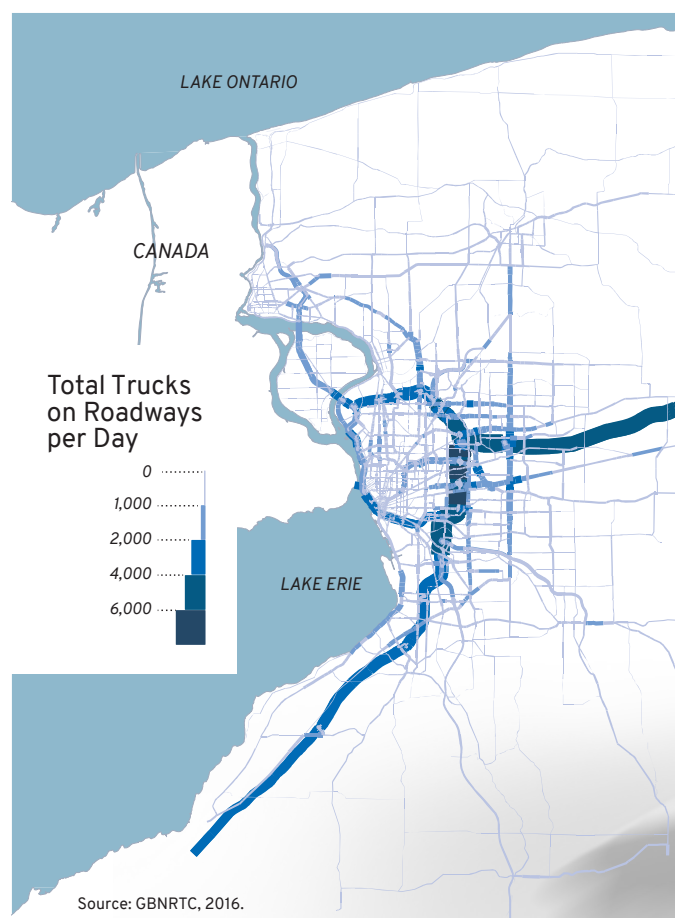 LAKE ONTARIO
CANADA
Total Trucks
on Roadways
per Day
0
1,000
2,000
4,000
6,000
LAKE ERIE
Source: GBNRTC, 2016.